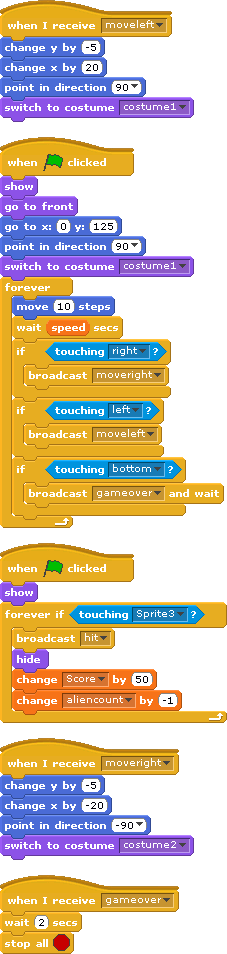 when I receive moveleft
change y by -5
change x by 20
point in direction 90
switch to costume costume1
when clicked
show
go to front
go to x: 0 y: 125
point in direction 90
switch to costume costume1
forever
move 10 steps
wait speed secs
if touching right ?
broadcast moveright
if touching left ?
broadcast moveleft
if touching bottom ?
broadcast gameover and wait
when clicked
show
forever if touching Sprite3 ?
broadcast hit
hide
change Score by 50
change aliencount by -1
when I receive moveright
change y by -5
change x by -20
point in direction -90
switch to costume costume2
when I receive gameover
wait 2 secs
stop all